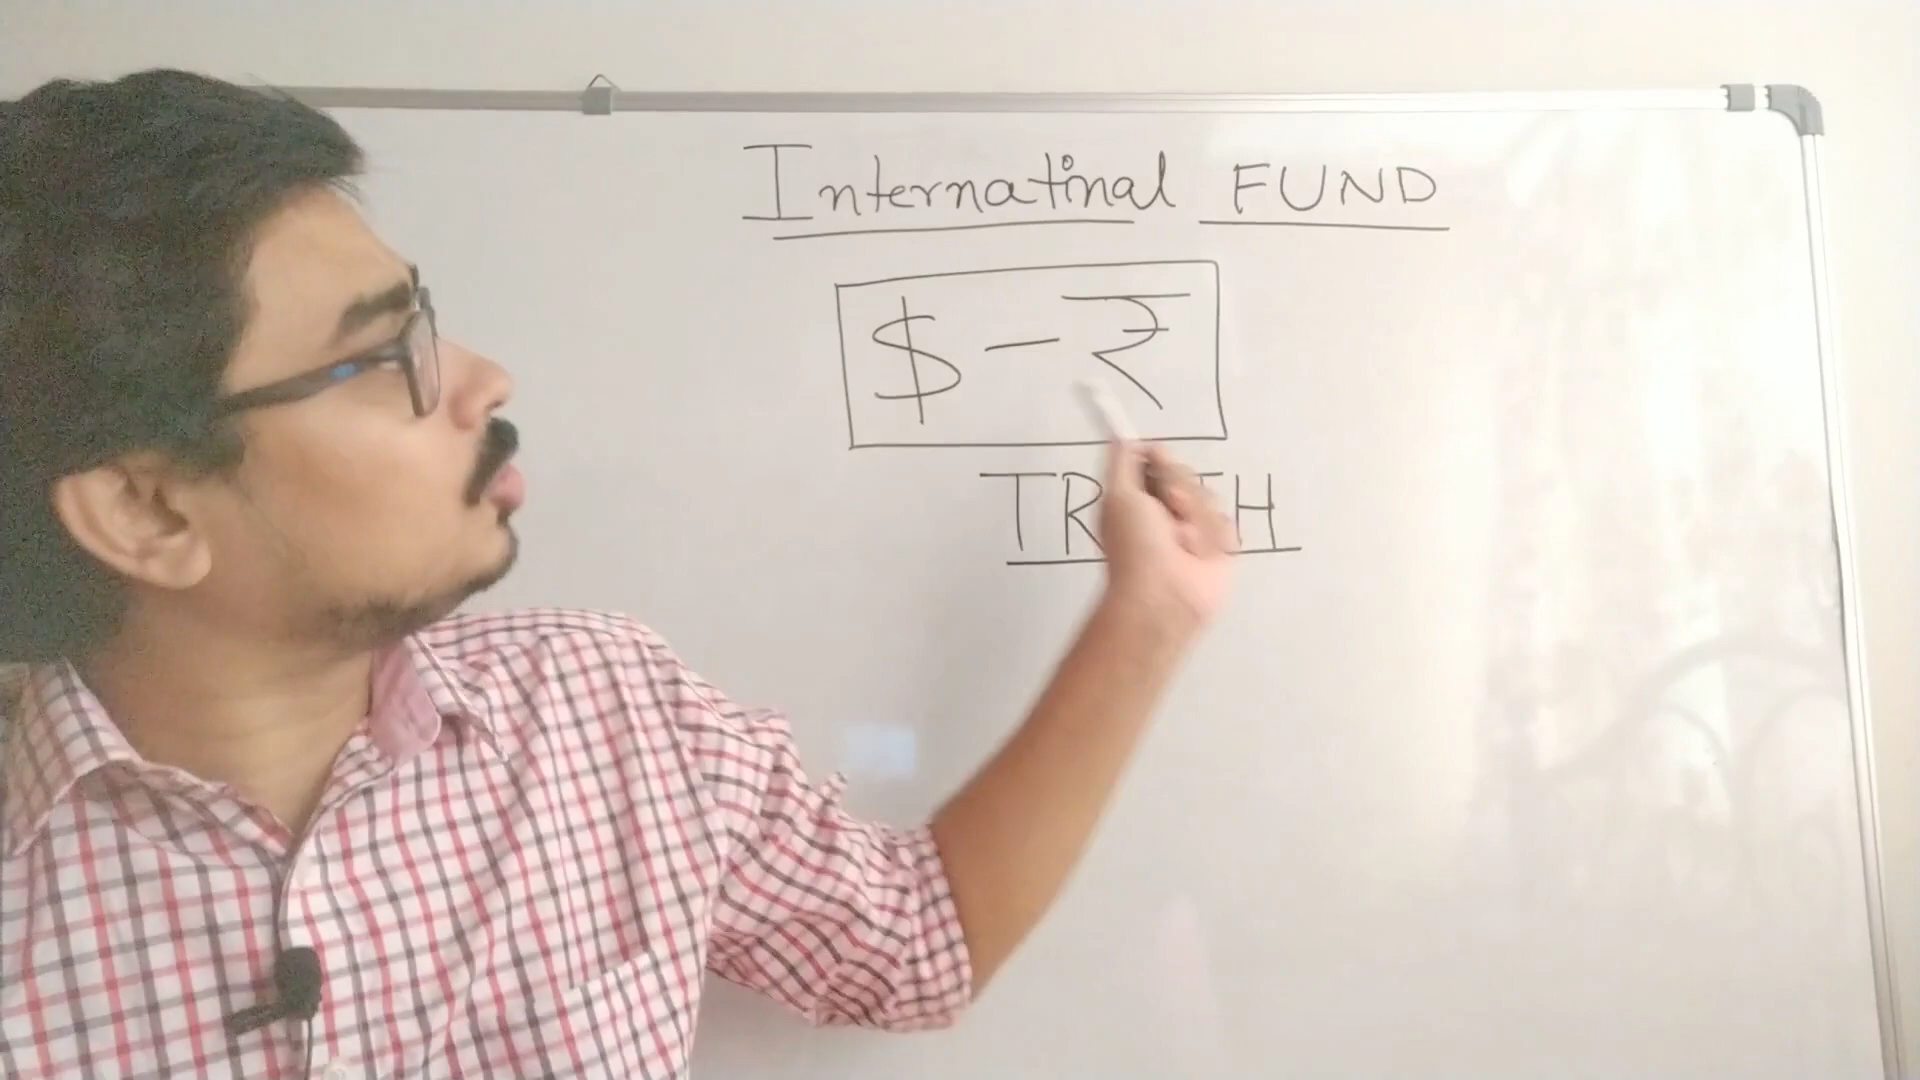 Internatinal FUND
$ - ₹